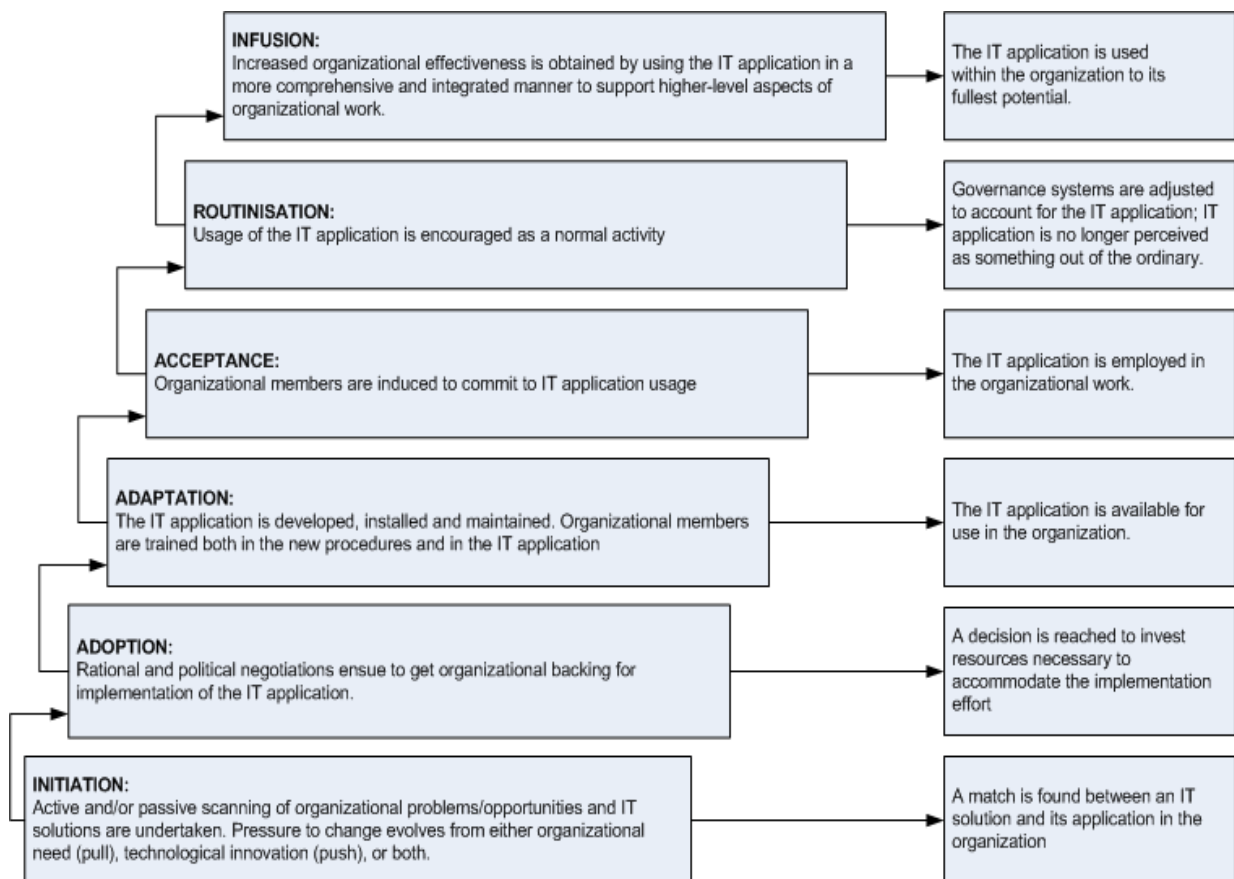 INFUSION:
Increased organizational effectiveness is obtained by using the IT application in a
more comprehensive and integrated manner to support higher-level aspects of
organizational work.
The IT application is used
within the organization to its
fullest potential.
ROUTINISATION:
Usage of the IT application is encouraged as a normal activity
Governance systems are adjusted
to account for the IT application; IT
application is no longer perceived
as something out of the ordinary.
ACCEPTANCE:
Organizational members are induced to commit to IT application usage
The IT application is employed in
the organizational work.
ADAPTATION:
The IT application is developed, installed and maintained. Organizational members
are trained both in the new procedures and in the IT application
The IT application is available for
use in the organization.
ADOPTION:
Rational and political negotiations ensue to get organizational backing for
implementation of the IT application.
A decision is reached to invest
resources necessary to
accommodate the implementation
effort
INITIATION:
Active and/or passive scanning of organizational problems/opportunities and IT
solutions are undertaken. Pressure to change evolves from either organizational
need (pull), technological innovation (push), or both.
A match is found between an IT
solution and its application in the
organization